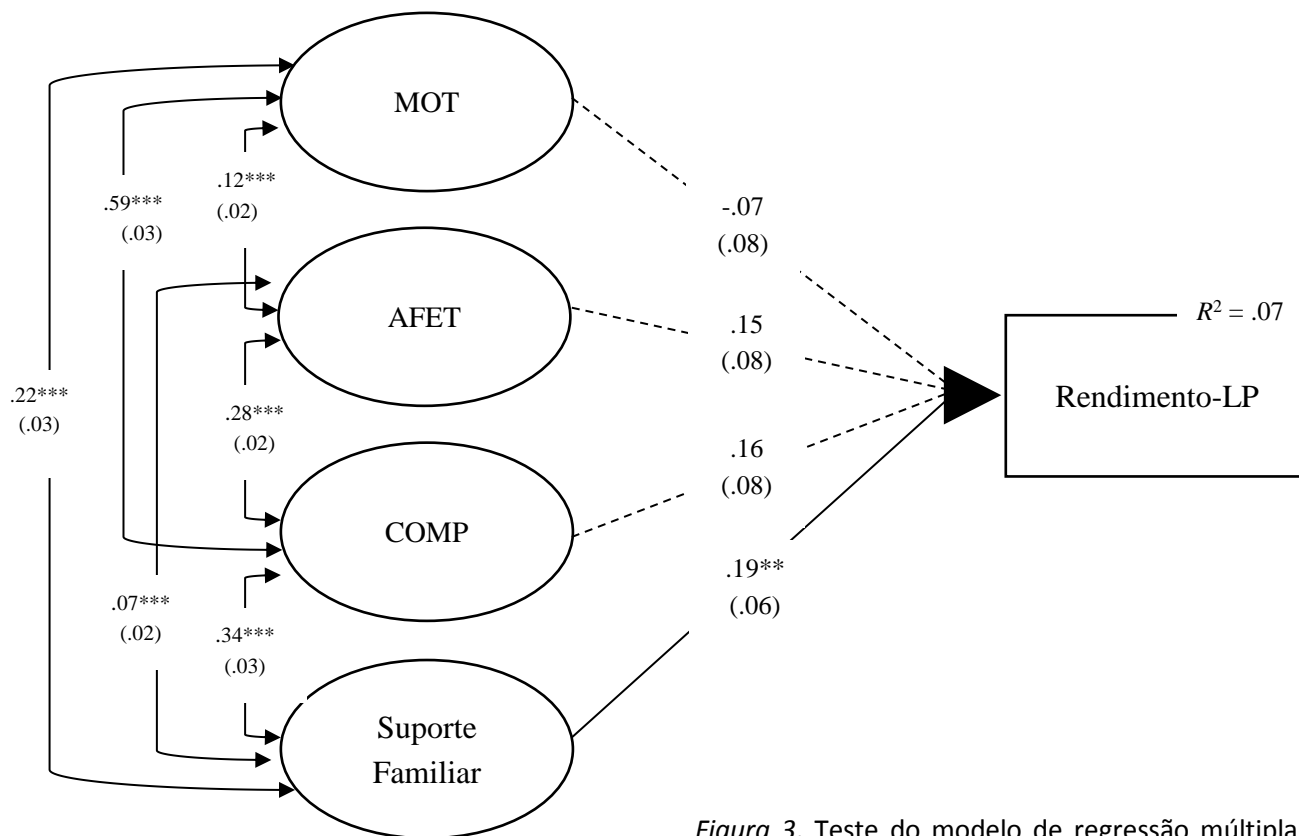 MOT
.12***
(.02)
.59***
(.03)
-.07
(.08)
AFET
.15
(.08)
R² = .07
Rendimento-LP
.22***
(.03)
.28***
(.02)
.16
(.08)
COMP
.19**
(.06)
.07***
(.02)
.34***
(.03)
Suporte
Familiar
Figura 3. Teste do modelo de regressão múltipla